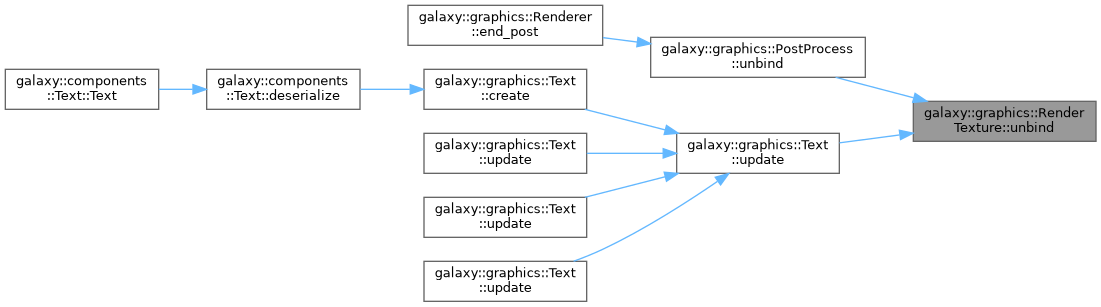 galaxy::graphics::Renderer
::end_post
galaxy::graphics::PostProcess
::unbind
galaxy::components
::Text::Text
galaxy::components
::Text::deserialize
galaxy::graphics::Text
::create
galaxy::graphics::Render
Texture::unbind
galaxy::graphics::Text
::update
galaxy::graphics::Text
::update
galaxy::graphics::Text
::update
galaxy::graphics::Text
::update